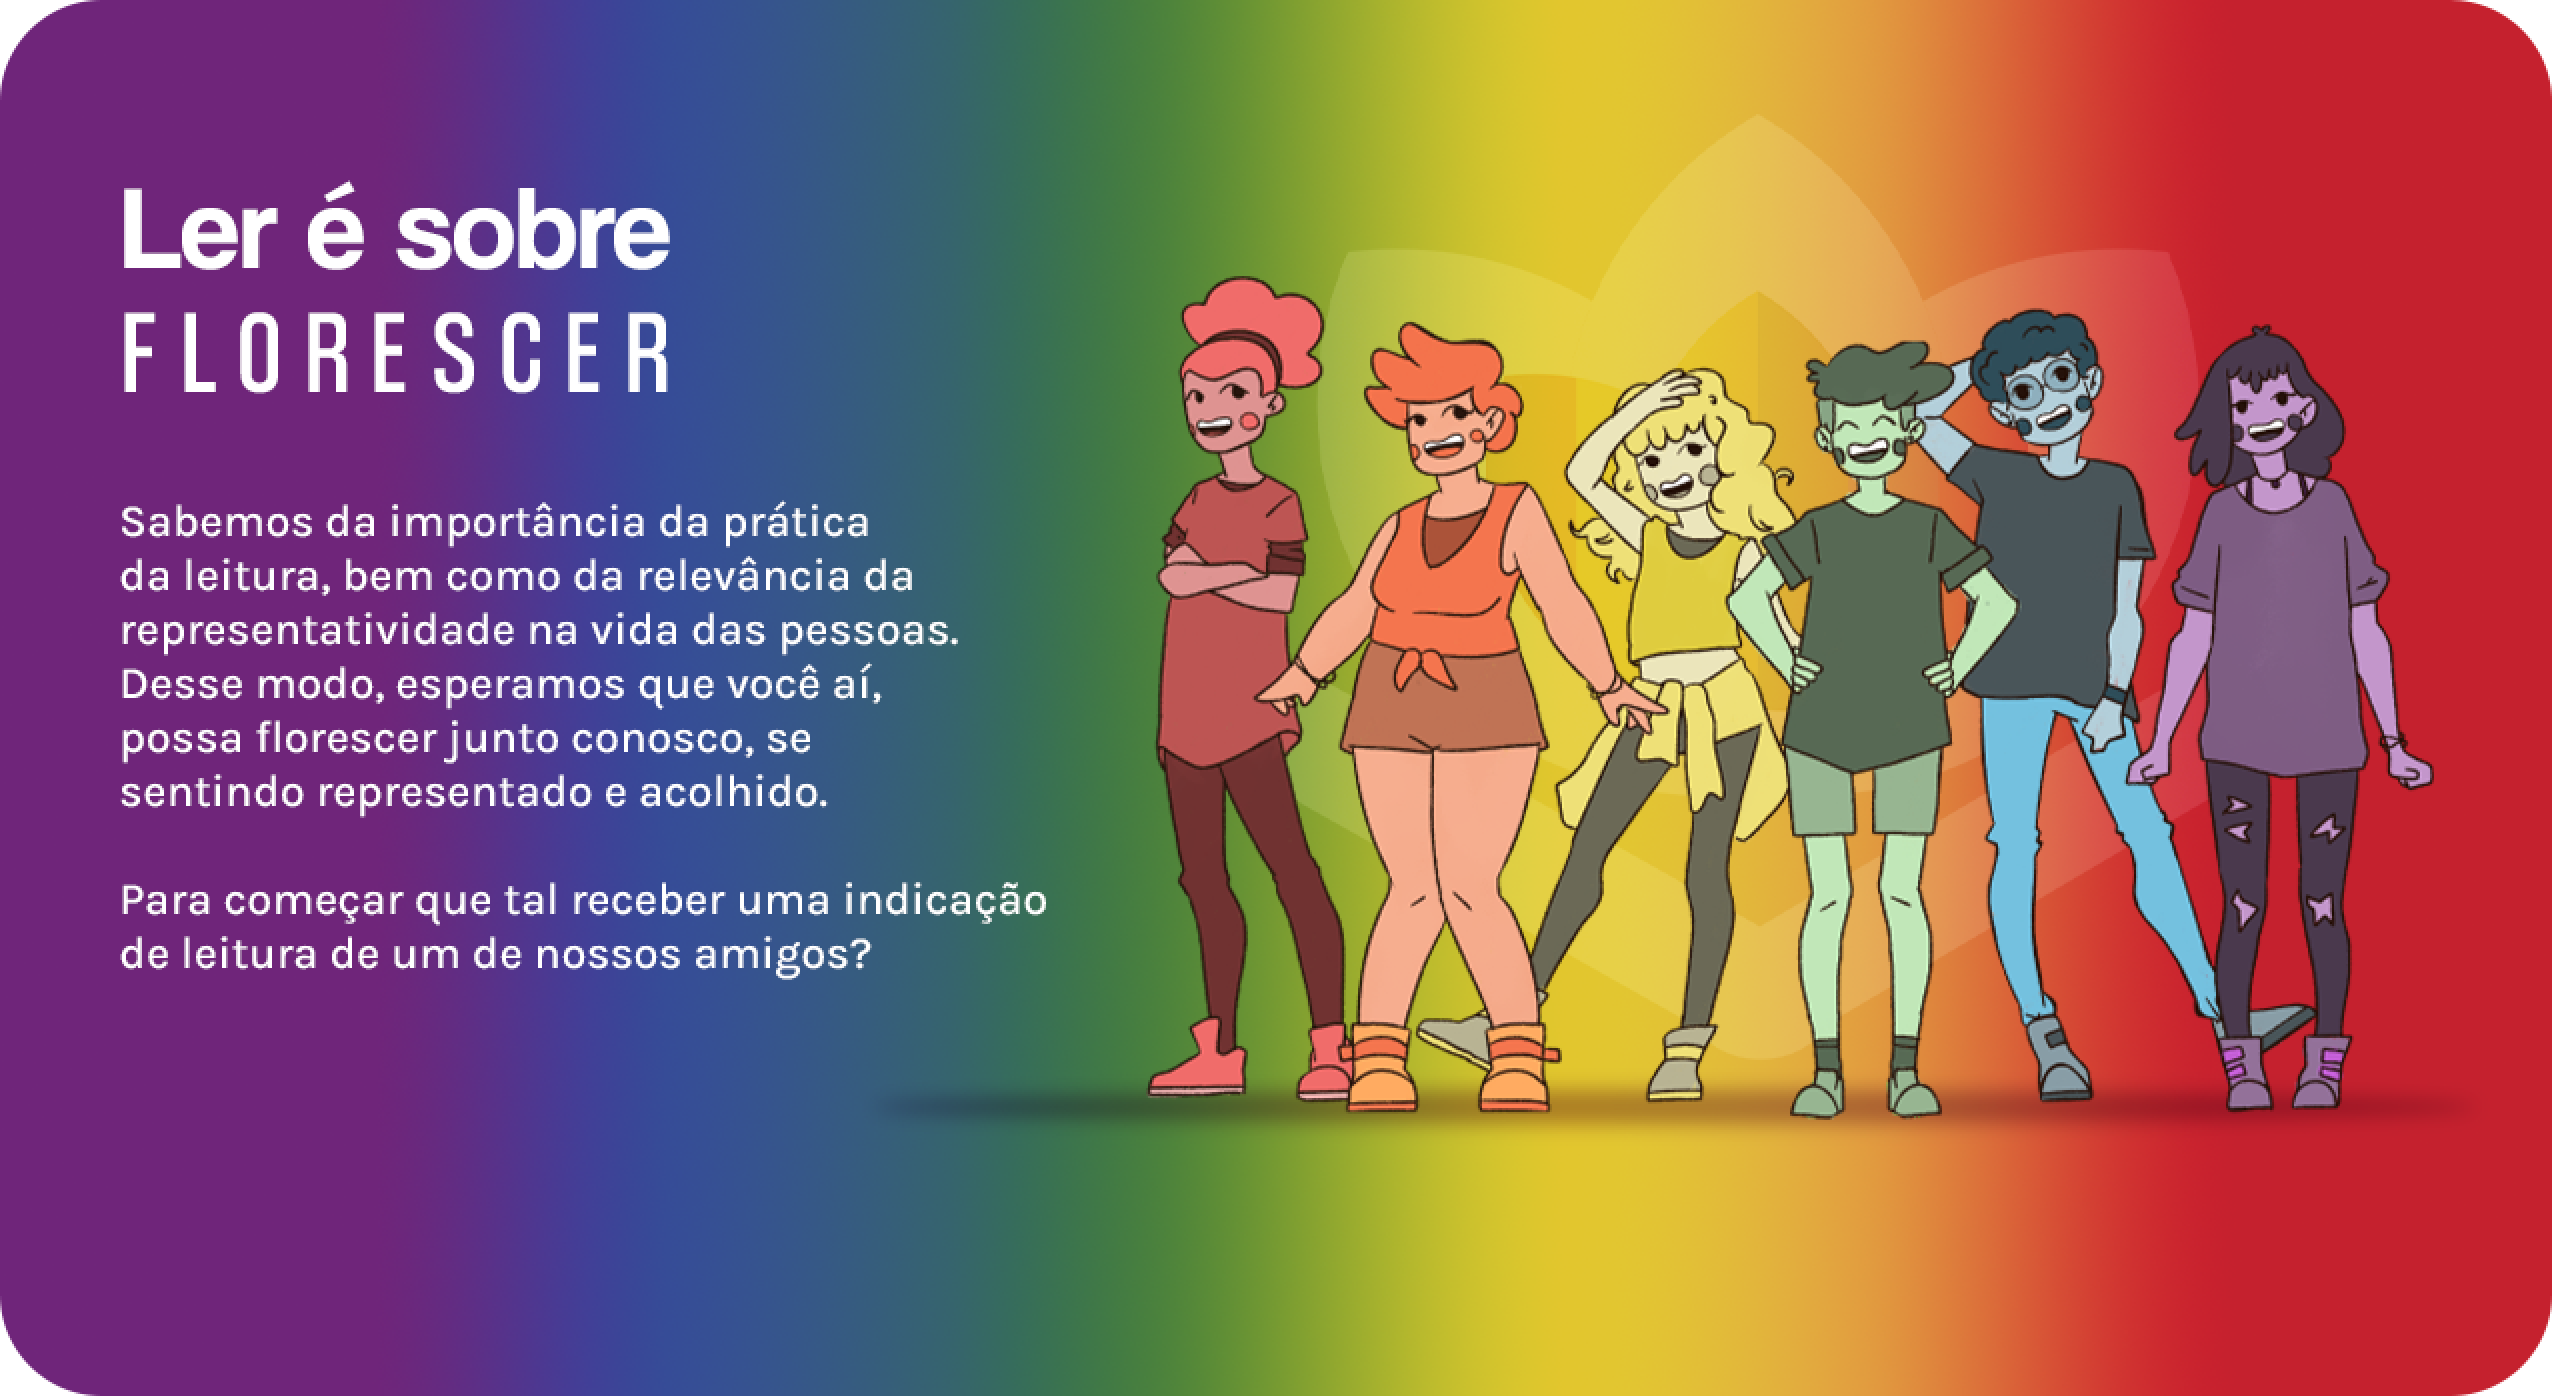 Ler é sobre
FLORESCER
Sabemos da importância da prática
da leitura, bem como da relevância da
representatividade na vida das pessoas.
Desse modo, esperamos que você aí,
possa florescer junto conosco, se
sentindo representado e acolhido.
Para começar que tal receber uma indicação
de leitura de um de nossos amigos?